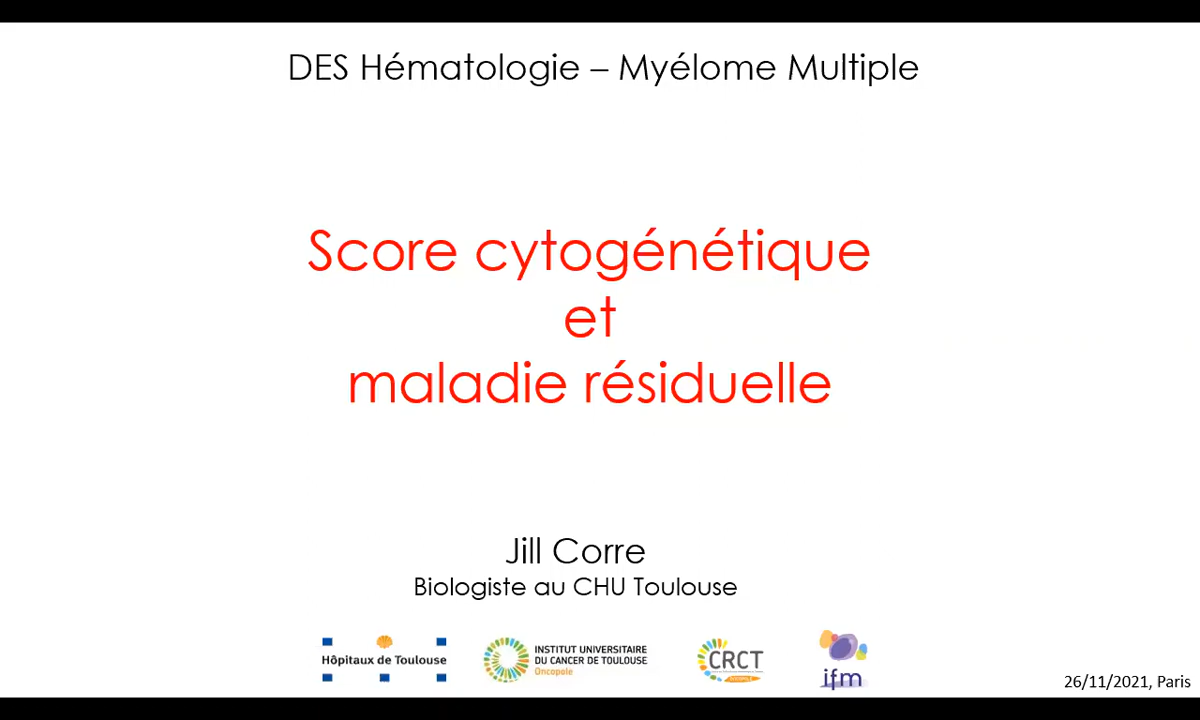 DES Hématologie – Myélome Multiple
Score cytogénétique
et
maladie résiduelle
Jill Corre
Biologiste au CHU Toulouse
Hôpitaux de Toulouse
INSTITUT UNIVERSITAIRE
DU CANCER DE TOULOUSE
Oncopole
CRCT
ifm
26/11/2021, Paris